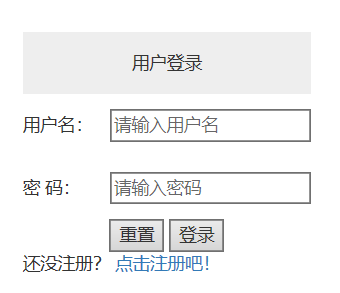 用户登录
用户名： 请输入用户名
密 码： 请输入密码
重置 登录
还没注册？ 点击注册吧！